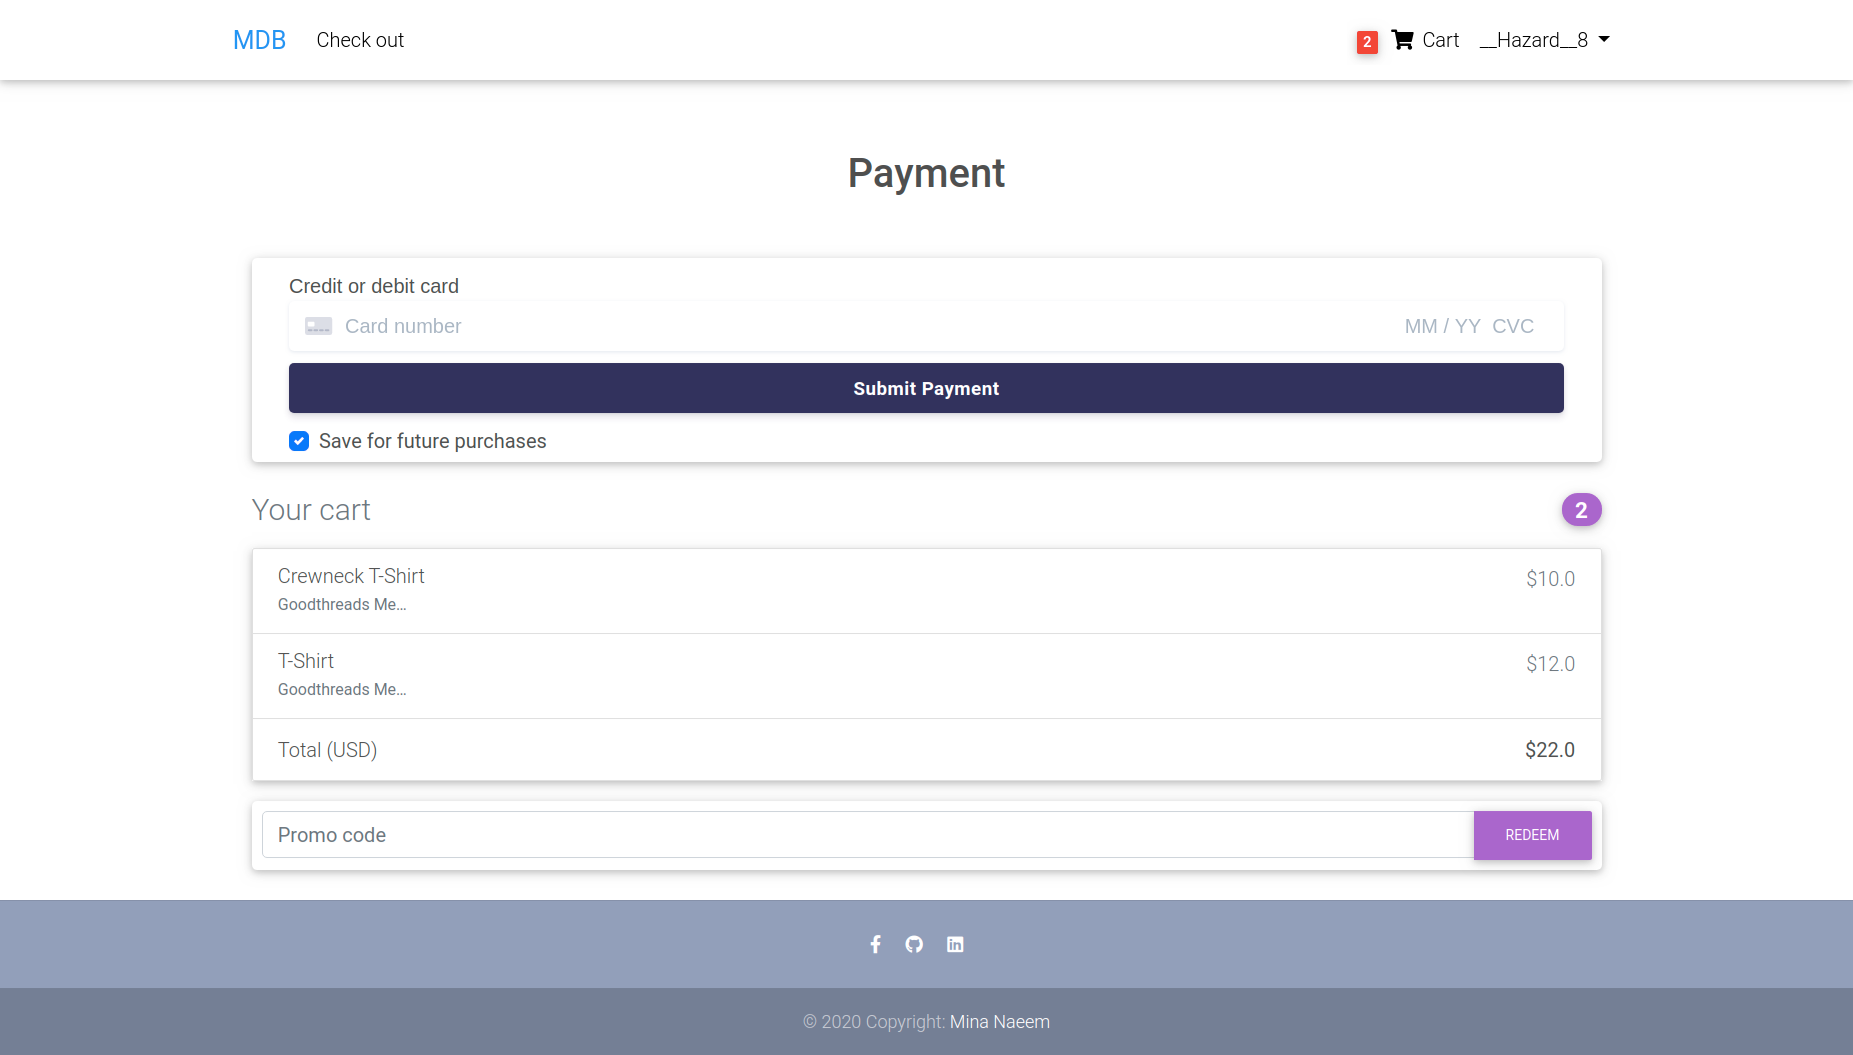 MDB Check out 2 Cart __Hazard__8
Payment
Credit or debit card
Card number MM / YY CVC
Submit Payment
Save for future purchases
Your cart 2
Crewneck T-Shirt $10.0
Goodthreads Me...
T-Shirt $12.0
Goodthreads Me...
Total (USD) $22.0
Promo code REDEEM
© 2020 Copyright: Mina Naeem